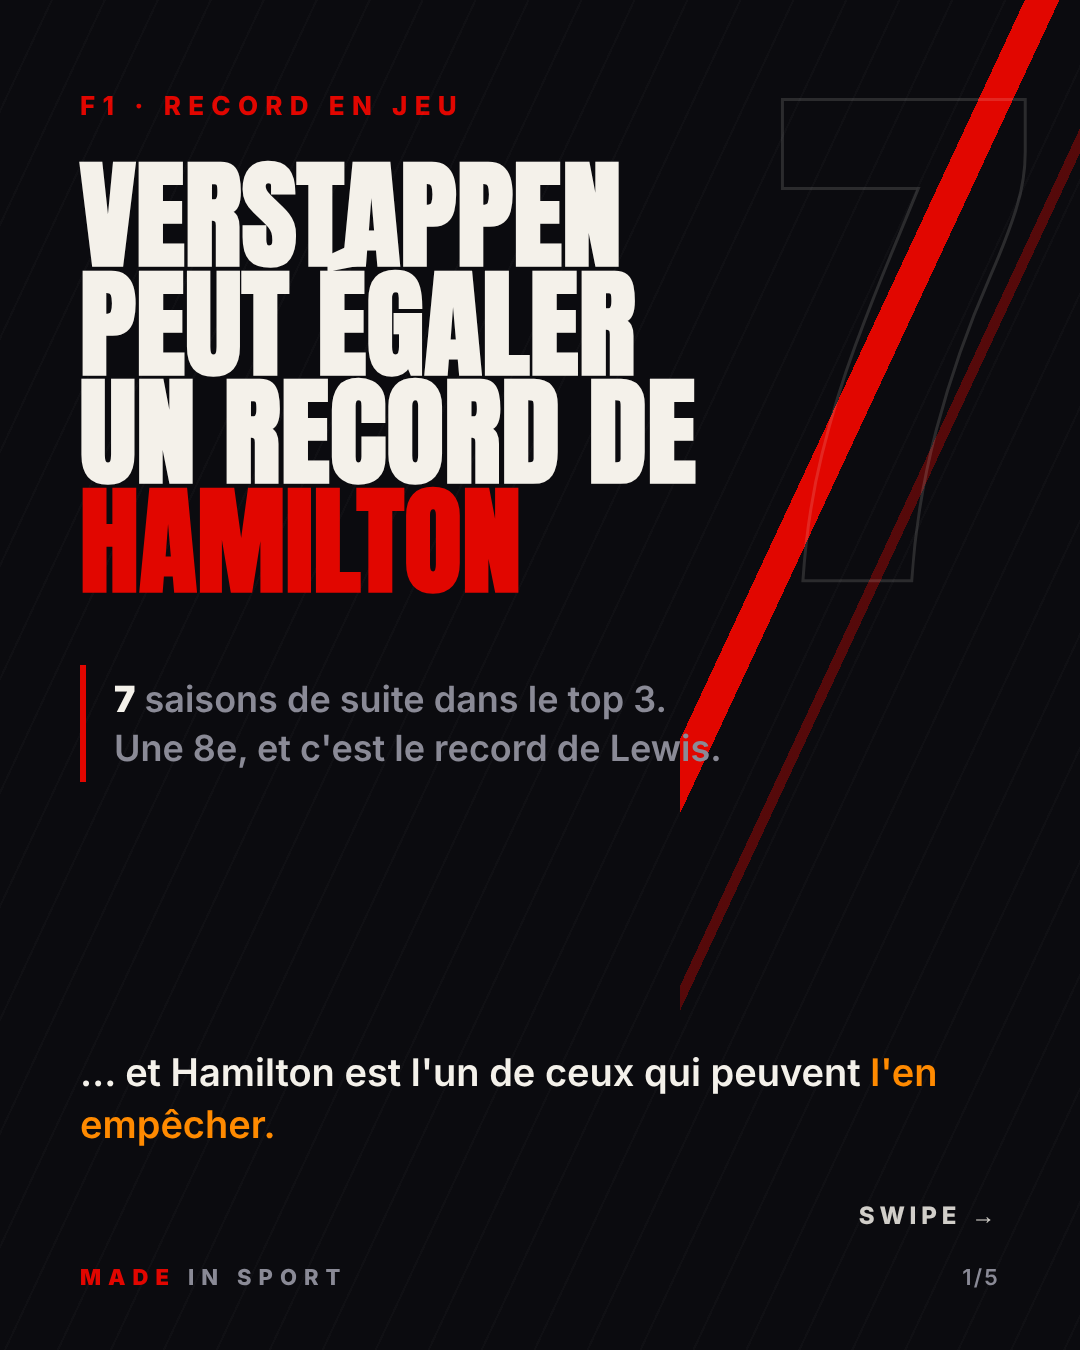 F1 · RECORD EN JEU
VERSTAPPEN
PEUT ÉGALER
UN RECORD DE
HAMILTON
7
7 saisons de suite dans le top 3.
Une 8e, et c'est le record de Lewis.
... et Hamilton est l'un de ceux qui peuvent l'en
empêcher.
SWIPE →
MADE IN SPORT
1/5